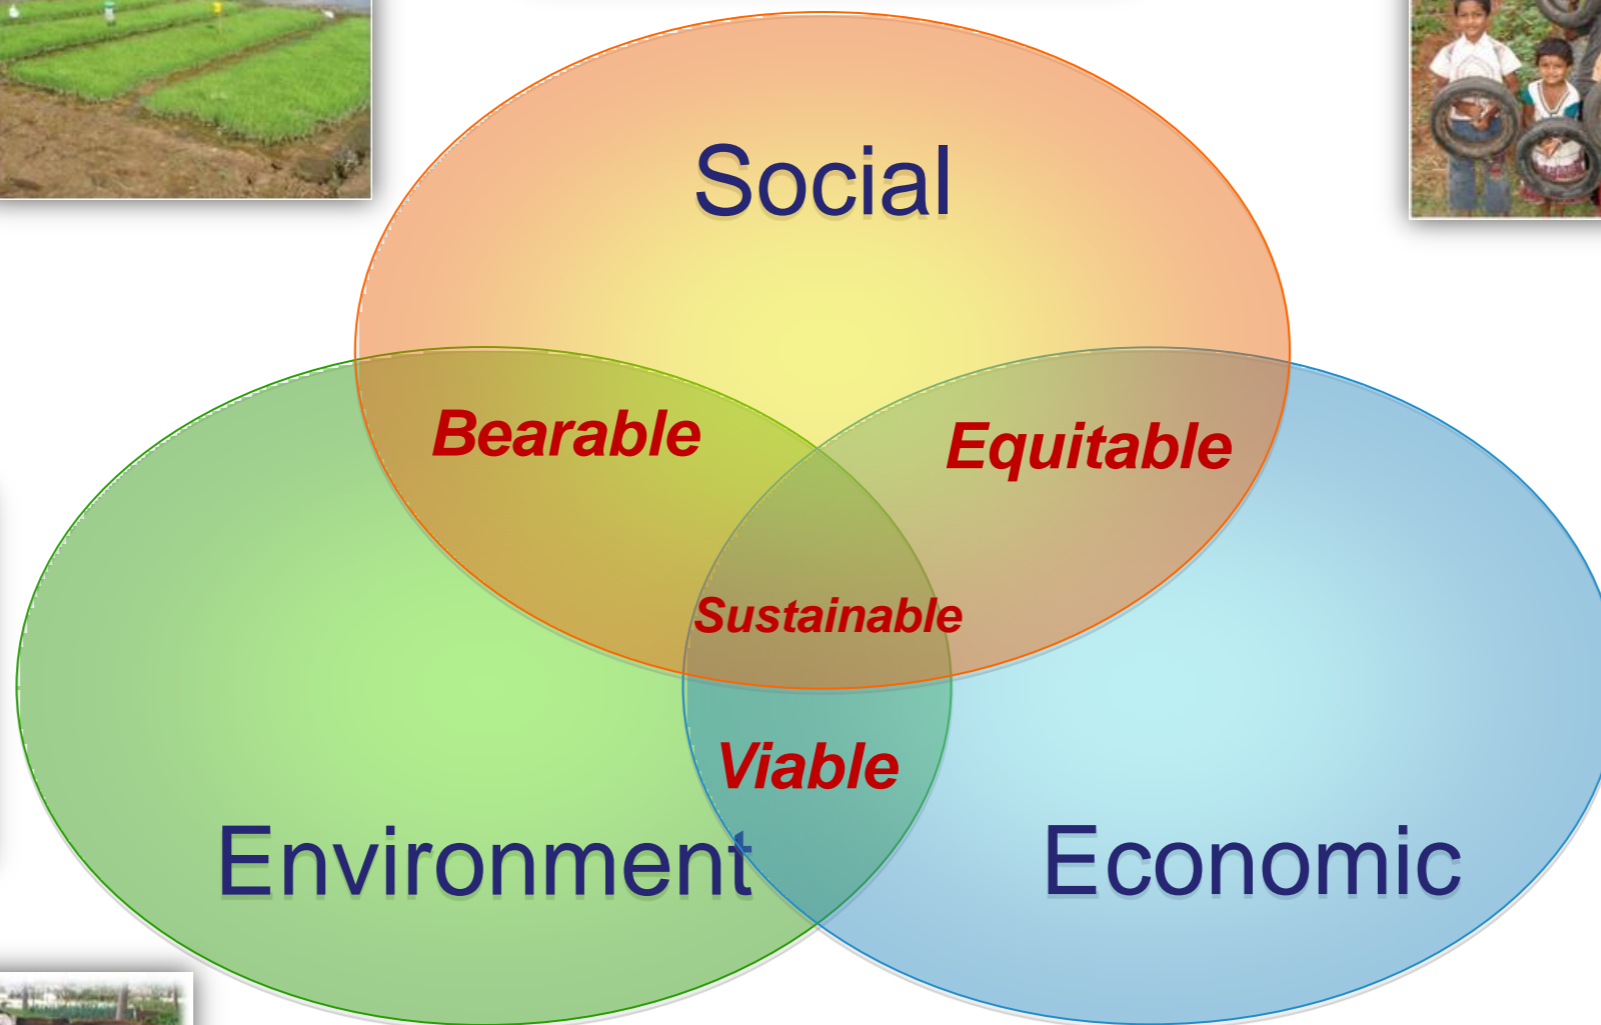 Social
Bearable
Equitable
Sustainable
Viable
Environment
Economic